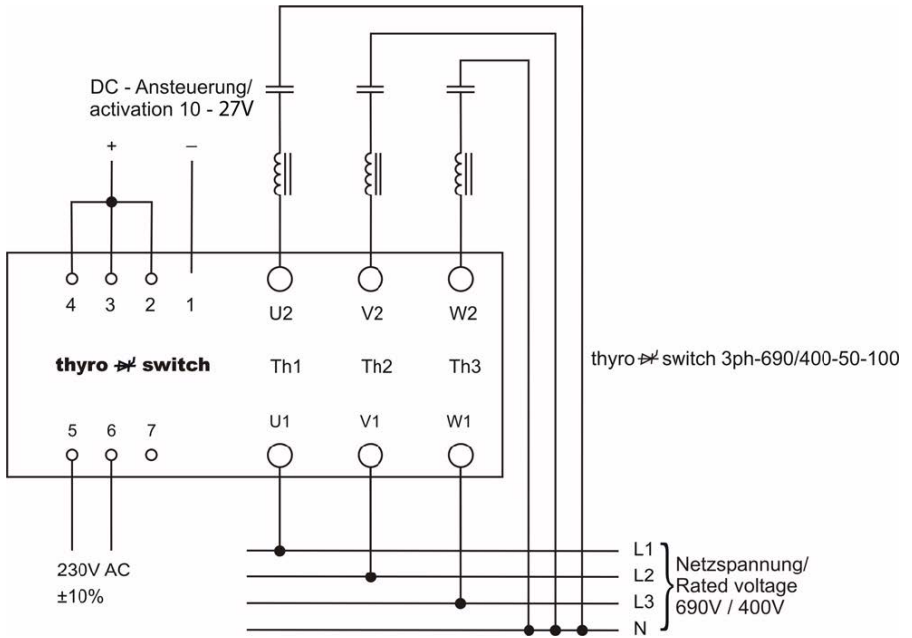 DC - Ansteuerung/
activation 10 - 27V
+ −
4 3 2 1 U2 V2 W2
thyro switch Th1 Th2 Th3
thyro switch 3ph-690/400-50-100
5 6 7 U1 V1 W1
230V AC
±10%
L1
L2
L3
N
Netzspannung/
Rated voltage
690V / 400V